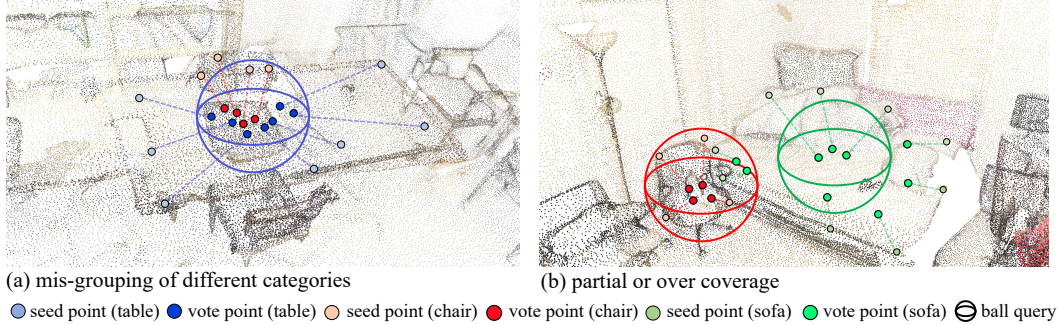 (a) mis-grouping of different categories
(b) partial or over coverage
seed point (table) vote point (table) seed point (chair) vote point (chair) seed point (sofa) vote point (sofa) ball query